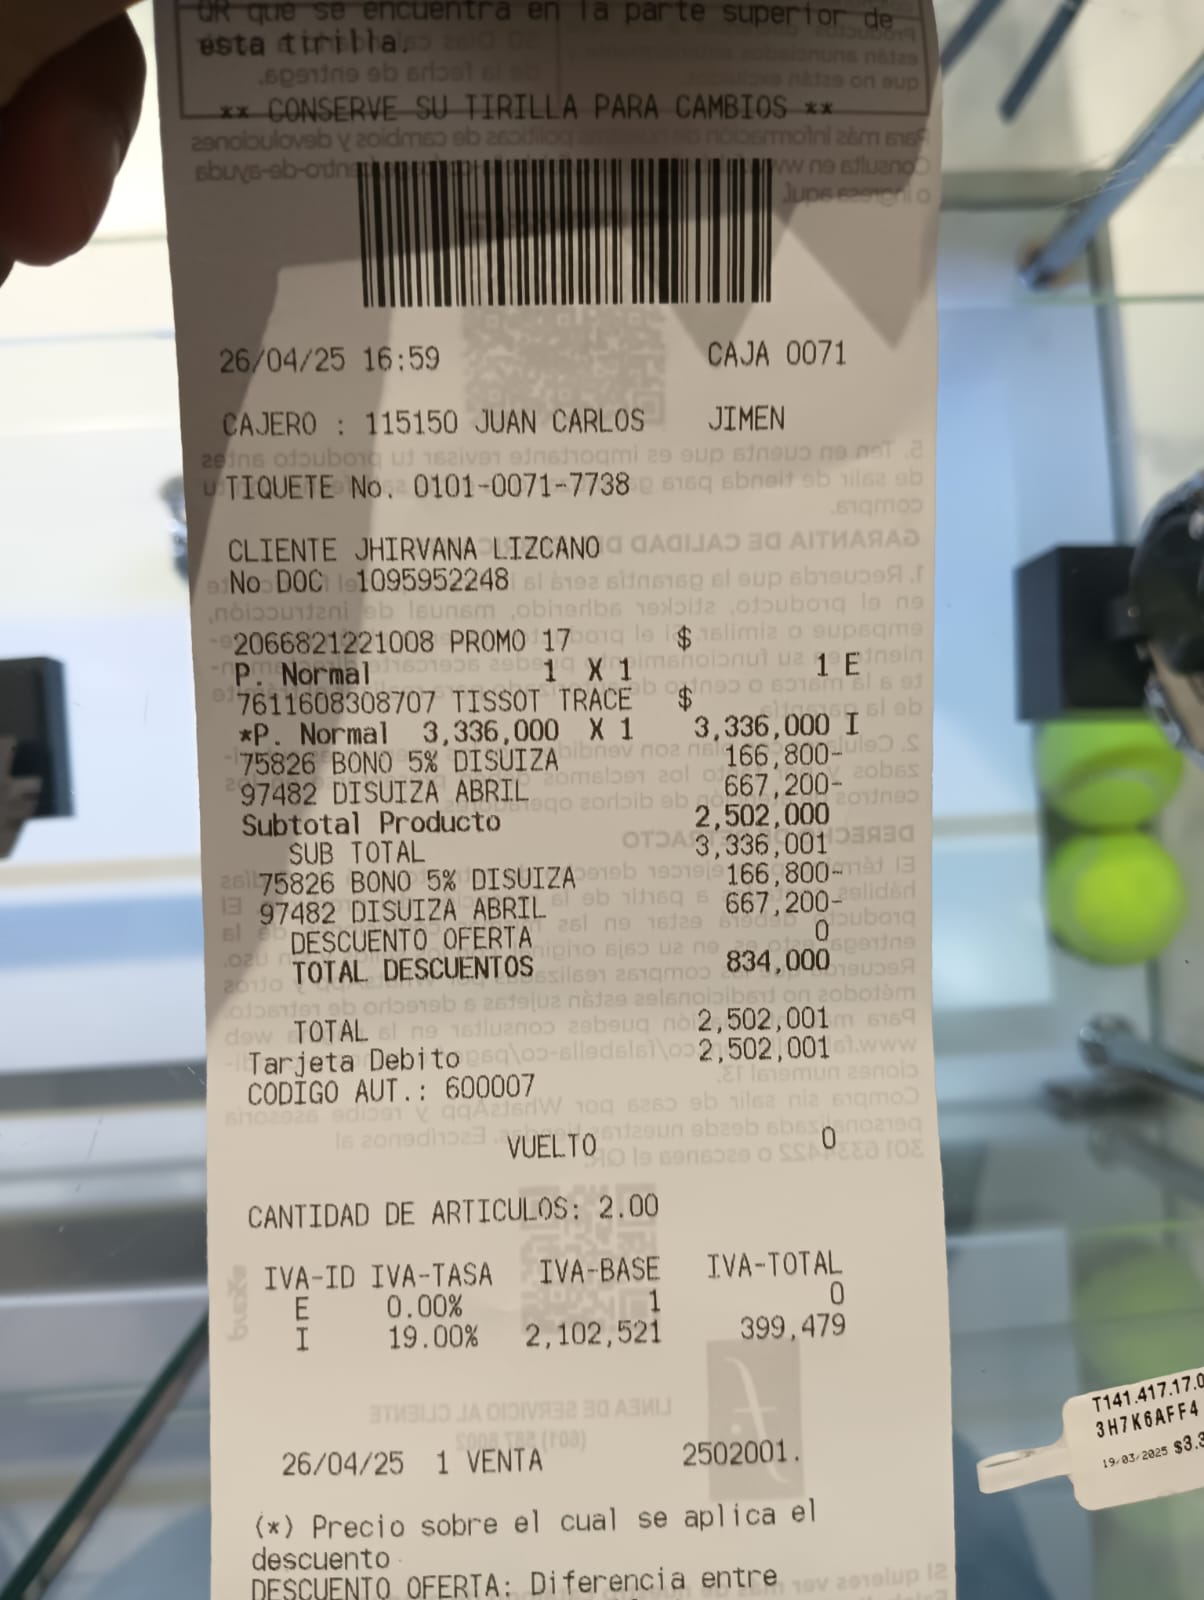 QR que se encuentra en la parte superior de
esta tirilla.
** CONSERVE SU TIRILLA PARA CAMBIOS **
26/04/25 16:59 CAJA 0071
CAJERO : 115150 JUAN CARLOS JIMEN
TIQUETE No. 0101-0071-7738
CLIENTE JHIRVANA LIZCANO
No DOC 1095952248
2066821221008 PROMO 17 $
P. Normal 1 X 1 1 E
7611608308707 TISSOT TRACE $
*P. Normal 3,336,000 X 1 3,336,000 I
75826 BONO 5% DISUIZA 166,800-
97482 DISUIZA ABRIL 667,200-
Subtotal Producto 2,502,000
SUB TOTAL 3,336,001
75826 BONO 5% DISUIZA 166,800-
97482 DISUIZA ABRIL 667,200-
DESCUENTO OFERTA 0
TOTAL DESCUENTOS 834,000
TOTAL 2,502,001
Tarjeta Debito 2,502,001
CODIGO AUT.: 600007
VUELTO 0
CANTIDAD DE ARTICULOS: 2.00
IVA-ID IVA-TASA IVA-BASE IVA-TOTAL
E 0.00% 1 0
I 19.00% 2,102,521 399,479
26/04/25 1 VENTA 2502001.
(*) Precio sobre el cual se aplica el
descuento
DESCUENTO OFERTA: Diferencia entre
T141.417.17.0
3H7K6AFF4
19/03/2025 $3.3